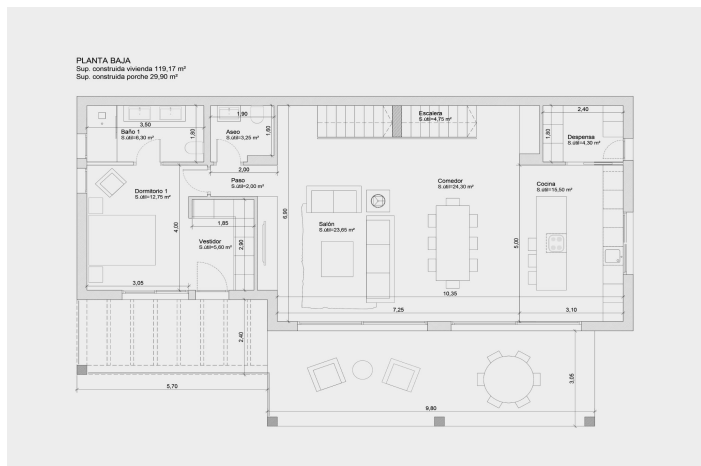 PLANTA BAJA
Sup. construida vivienda 119,17 m²
Sup. construida porche 29,90 m²
3,50
Baño 1
S.útil=6,30 m²
1,80
1,90
Aseo
S.útil=3,25 m²
1,80
Escalera
S.útil=4,75 m²
2,40
1,80
Despensa
S.útil=4,30 m²
2,00
Paso
S.útil=2,00 m²
Dormitorio 1
S.útil=12,75 m²
4,00
3,05
1,85
Vestidor
S.útil=5,60 m²
2,90
6,90
Salón
S.útil=23,65 m²
Comedor
S.útil=24,30 m²
Cocina
S.útil=15,50 m²
5,00
10,35
7,25
3,10
2,40
5,70
3,05
9,80